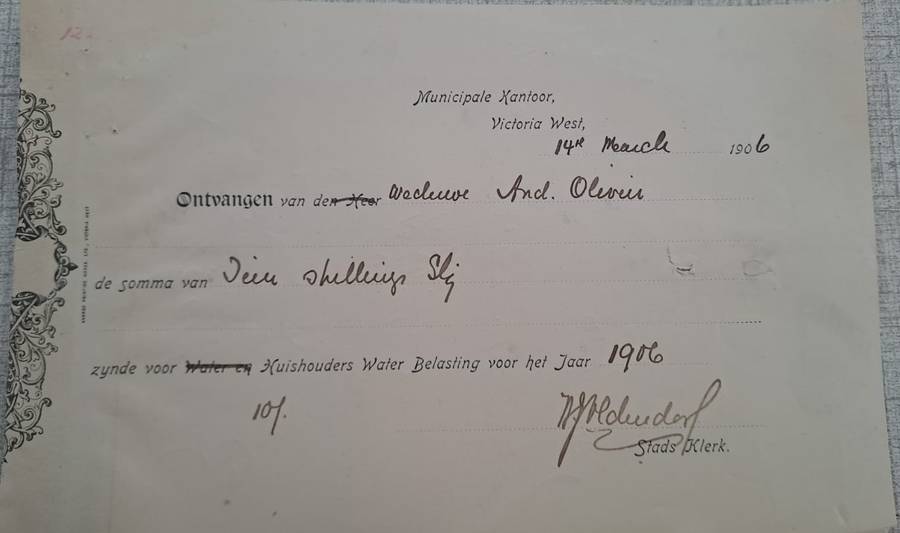 Municipale Kantoor,
Victoria West,
14th March 1906
Ontvangen van den Heer Weduwe And. Olivier
de somma van Tien shillings Stg
zynde voor Water en Huishouders Water Belasting voor het Jaar 1906
10/.
Oldendorf
Stads Klerk.